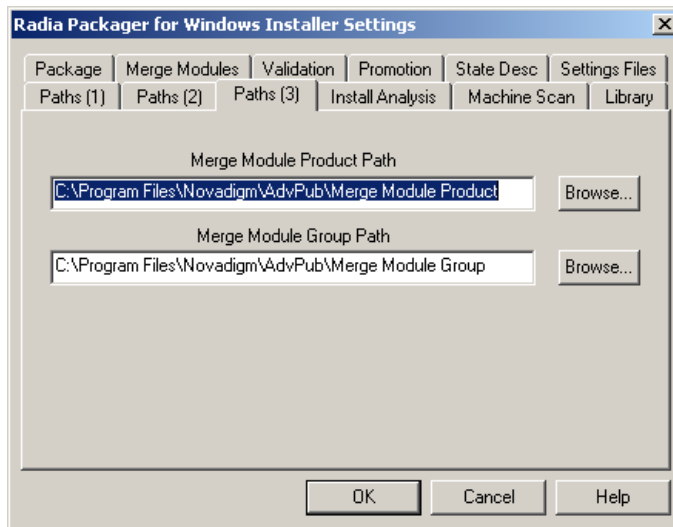 Radia Packager for Windows Installer Settings
Package Merge Modules Validation Promotion State Desc Settings Files
Paths (1) Paths (2) Paths (3) Install Analysis Machine Scan Library
Merge Module Product Path
C:\Program Files\Novadigm\AdvPub\Merge Module Product Browse...
Merge Module Group Path
C:\Program Files\Novadigm\AdvPub\Merge Module Group Browse...
OK Cancel Help